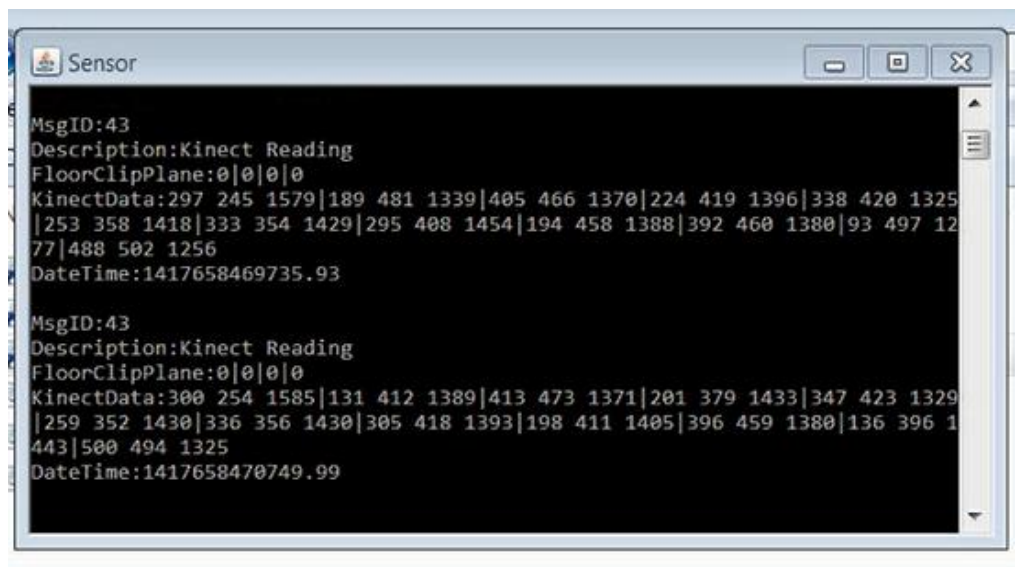 Sensor
MsgID:43
Description:Kinect Reading
FloorClipPlane:0|0|0|0
KinectData:297 245 1579|189 481 1339|405 466 1370|224 419 1396|338 420 1325
|253 358 1418|333 354 1429|295 408 1454|194 458 1388|392 460 1380|93 497 12
77|488 502 1256
DateTime:1417658469735.93
MsgID:43
Description:Kinect Reading
FloorClipPlane:0|0|0|0
KinectData:300 254 1585|131 412 1389|413 473 1371|201 379 1433|347 423 1329
|259 352 1430|336 356 1430|305 418 1393|198 411 1405|396 459 1380|136 396 1
443|500 494 1325
DateTime:1417658470749.99